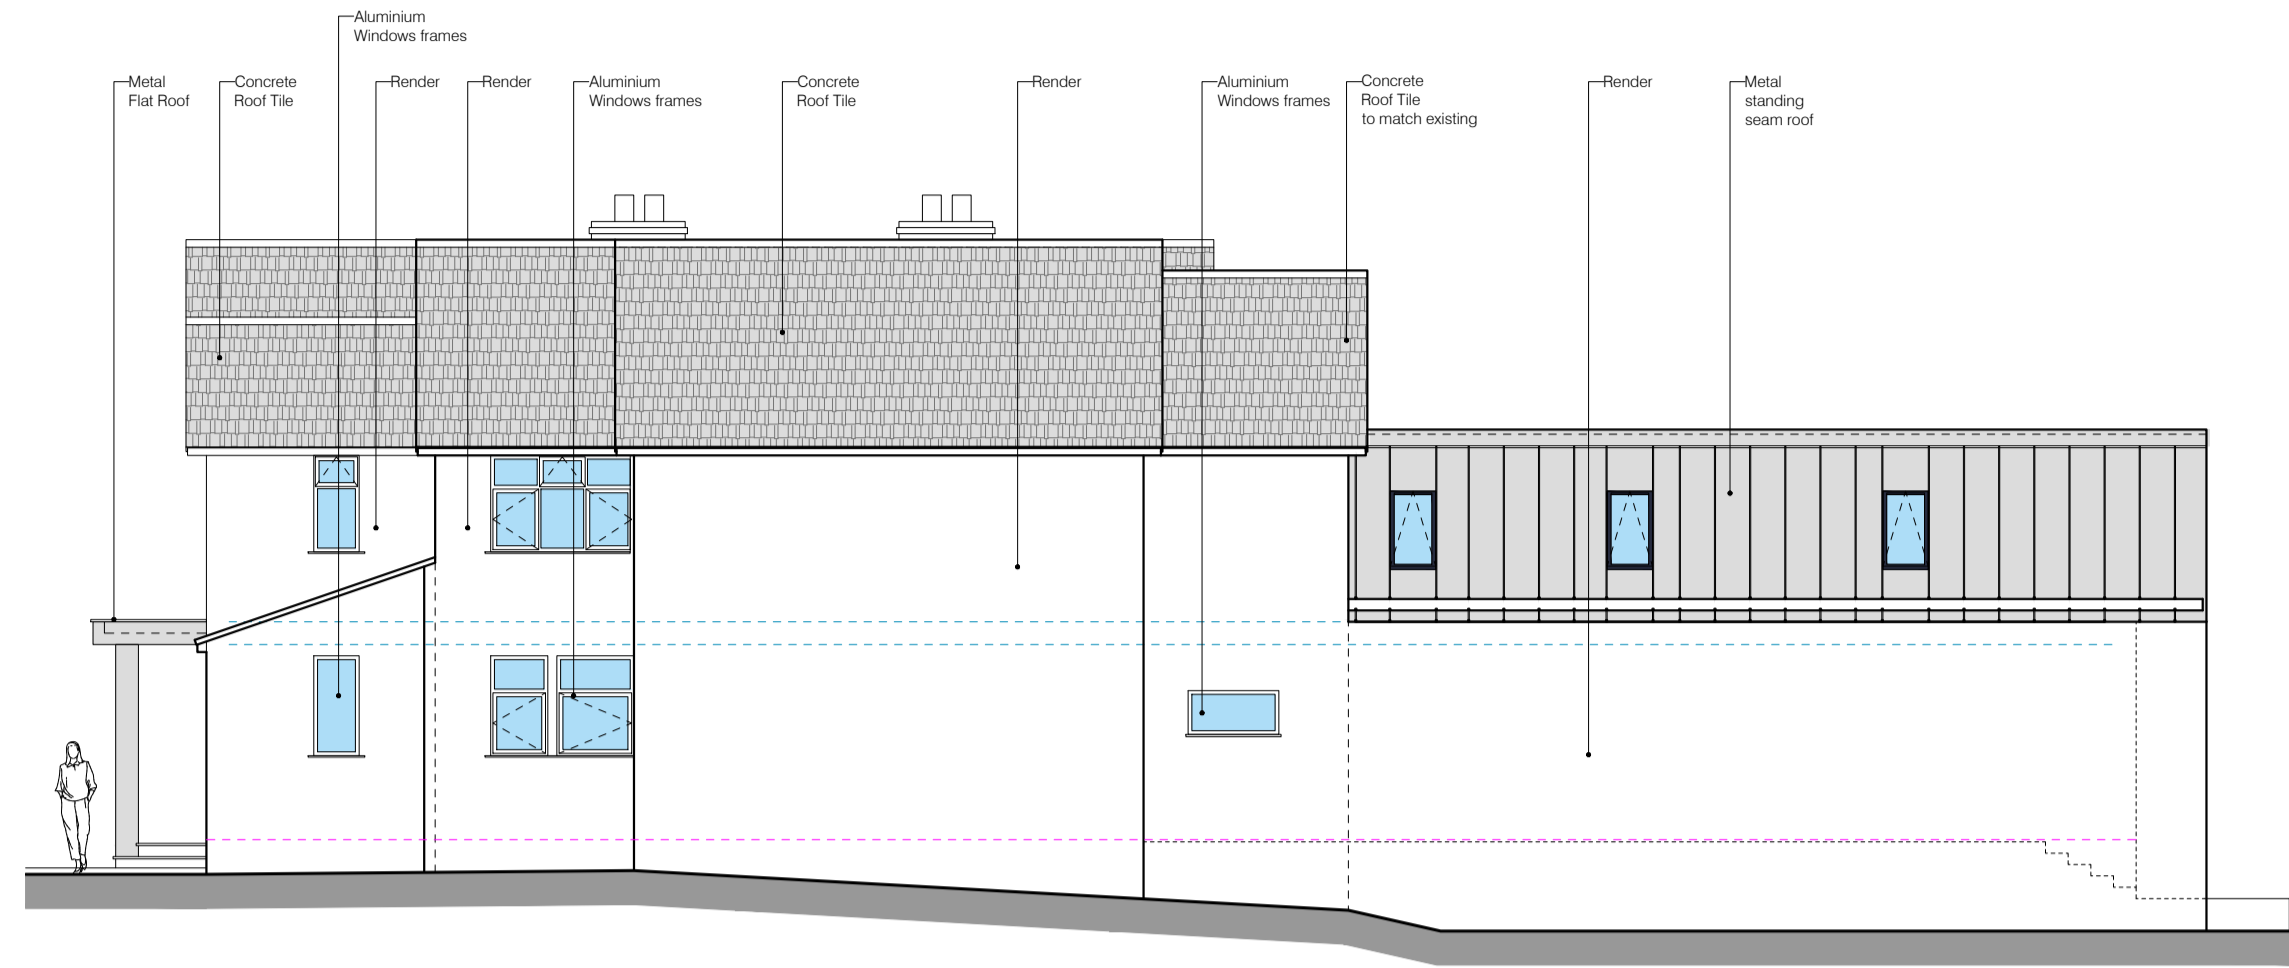 Aluminium
Windows frames
Metal
Flat Roof
Concrete
Roof Tile
Render
Render
Aluminium
Windows frames
Concrete
Roof Tile
Render
Aluminium
Windows frames
Concrete
Roof Tile
to match existing
Render
Metal
standing
seam roof